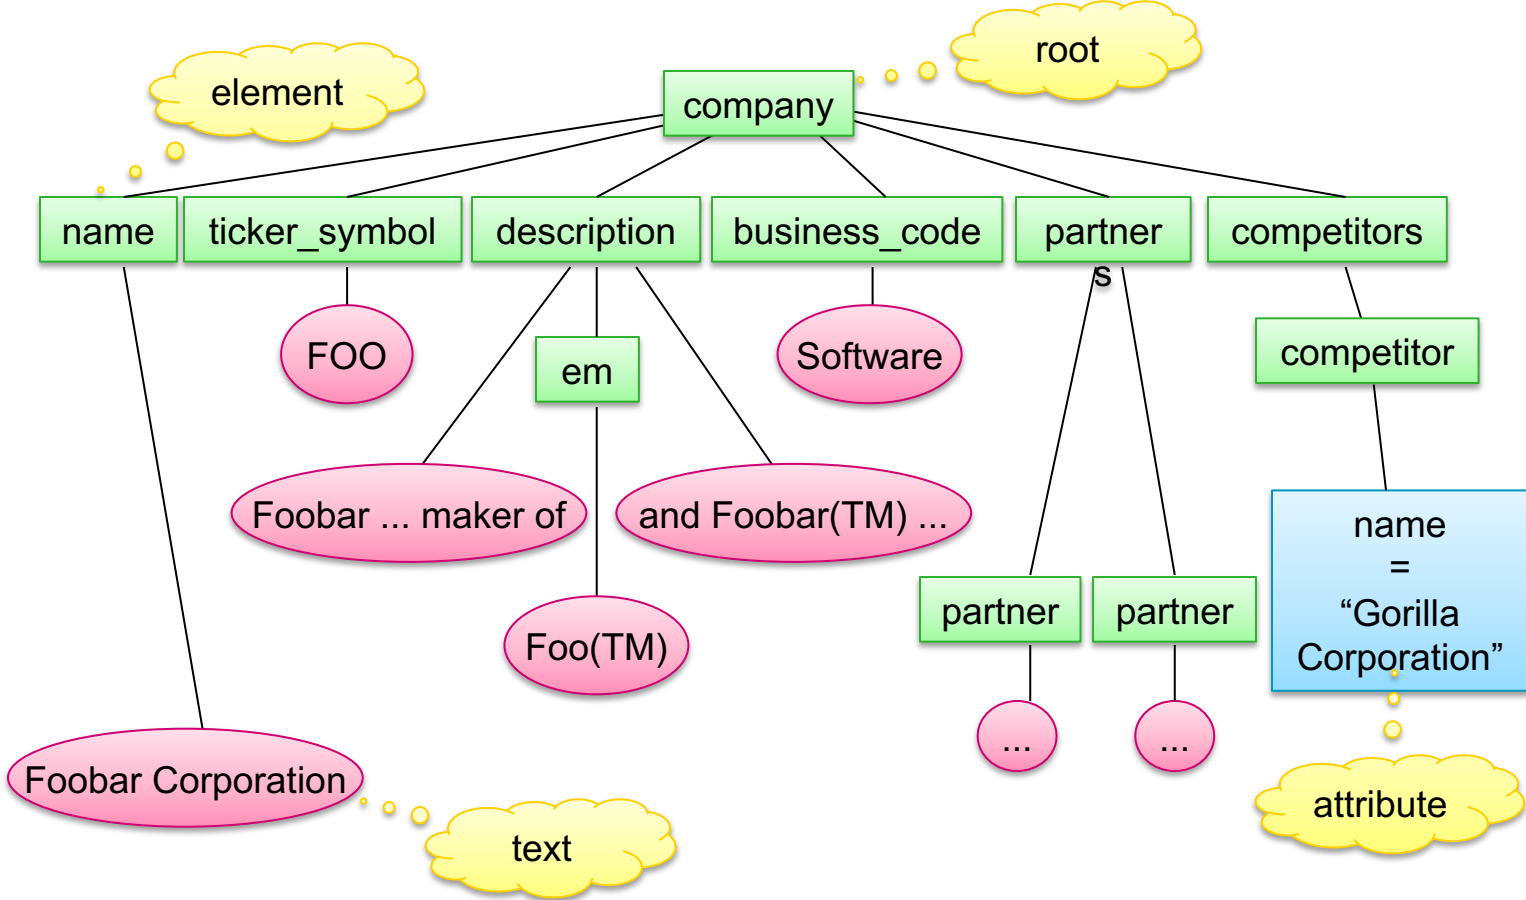 root
element
company
name
ticker_symbol
description
business_code
partner
s
competitors
FOO
em
Software
competitor
Foobar ... maker of
and Foobar(TM) ...
name
=
“Gorilla
Corporation”
partner
partner
Foo(TM)
...
...
Foobar Corporation
attribute
text